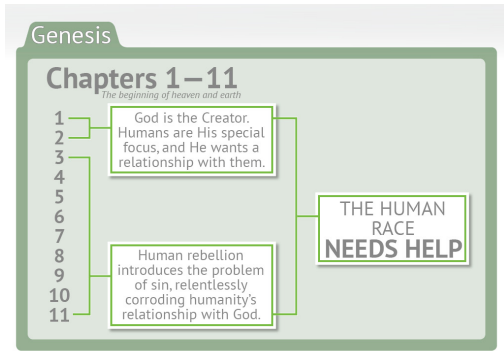 Genesis
Chapters 1—11
The beginning of heaven and earth
1
2
3
4
5
6
7
8
9
10
11
God is the Creator.
Humans are His special
focus, and He wants a
relationship with them.
Human rebellion
introduces the problem
of sin, relentlessly
corroding humanity's
relationship with God.
THE HUMAN
RACE
NEEDS HELP